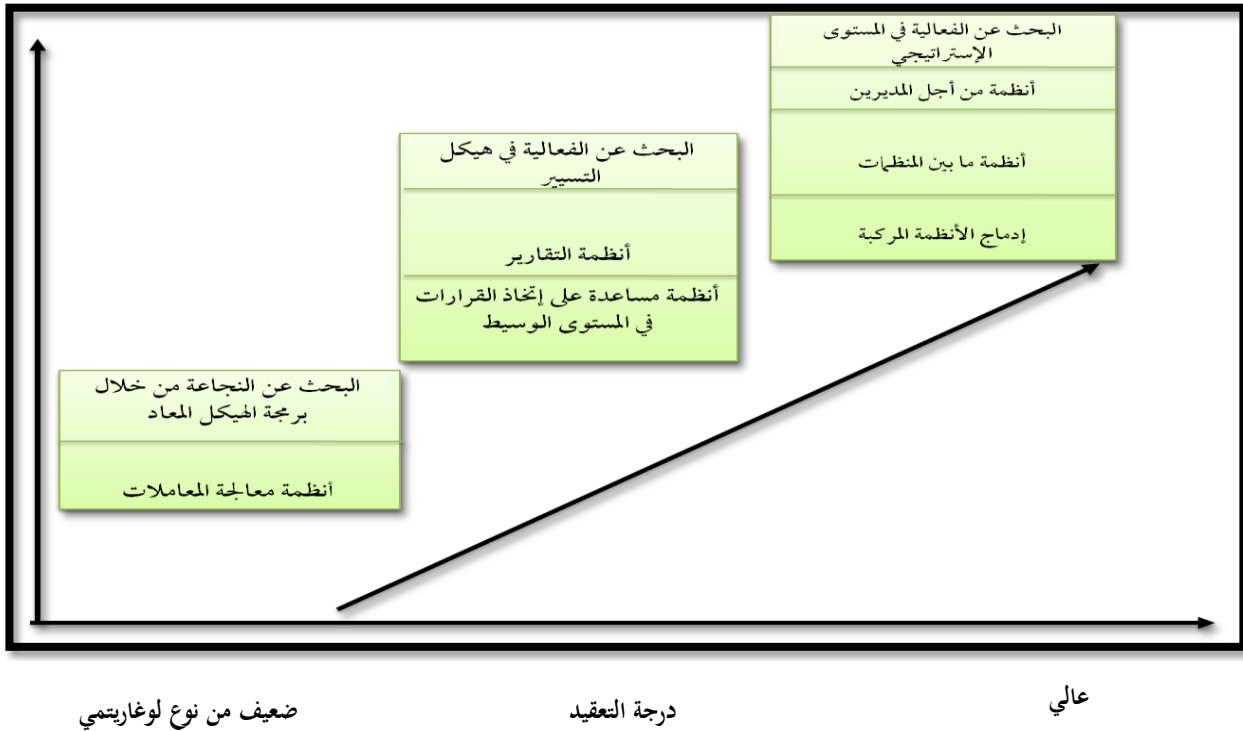 البحث عن الفعالية في المستوى
الإستراتيجي
أنظمة من أجل المديرين
أنظمة ما بين المنظمات
إدماج الأنظمة المركبة
البحث عن الفعالية في هيكل
التسيير
أنظمة التقارير
أنظمة مساعدة على إتخاذ القرارات
في المستوى الوسيط
البحث عن النجاعة من خلال
برمجة الهيكل المعاد
أنظمة معالجة المعاملات
عالي
درجة التعقيد
ضعيف من نوع لوغاريتمي